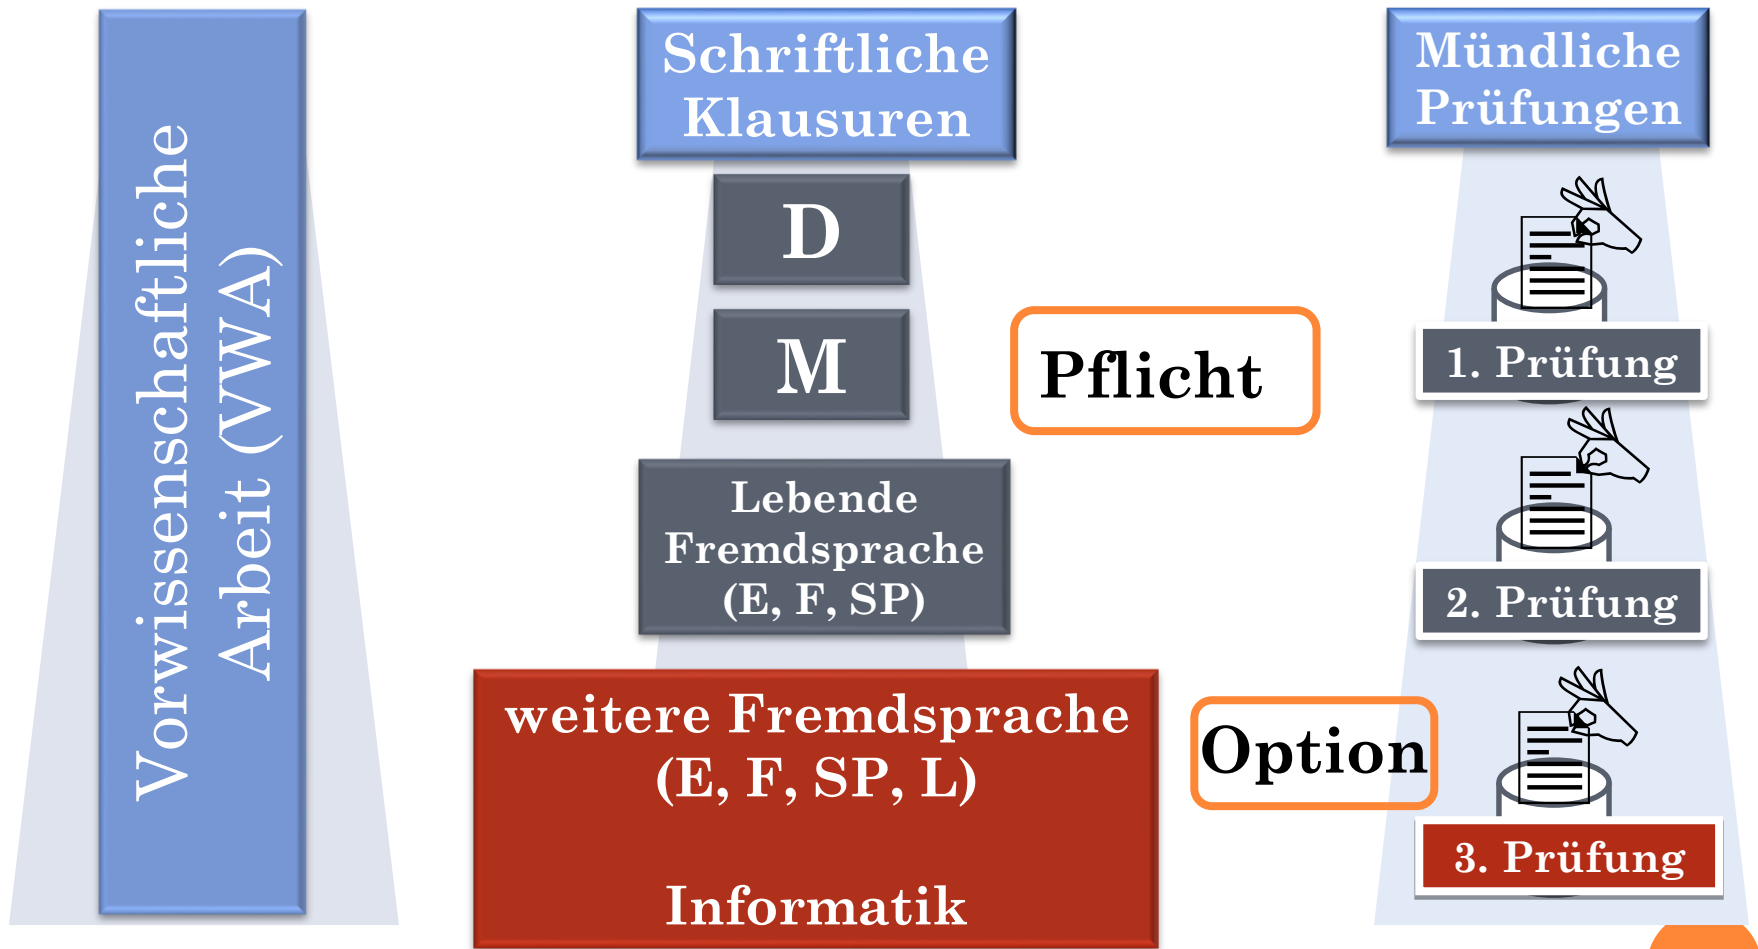 Vorwissenschaftliche
Arbeit (VWA)
Schriftliche
Klausuren
D
M
Lebende
Fremdsprache
(E, F, SP)
weitere Fremdsprache
(E, F, SP, L)
Informatik
Pflicht
Option
Mündliche
Prüfungen
1. Prüfung
2. Prüfung
3. Prüfung